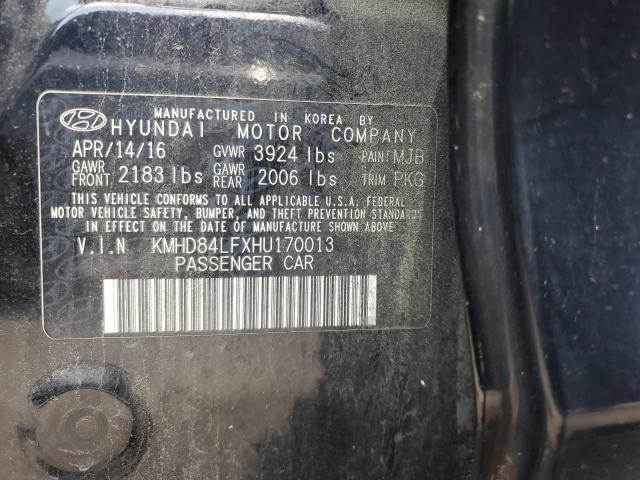 MANUFACTURED IN KOREA BY
HYUNDAI MOTOR COMPANY
APR/14/16 GVWR 3924 lbs PAINT MJB
GAWR FRONT 2183 lbs GAWR REAR 2006 lbs TRIM PKG
THIS VEHICLE CONFORMS TO ALL APPLICABLE U.S.A. FEDERAL
MOTOR VEHICLE SAFETY, BUMPER, AND THEFT PREVENTION STANDARDS
IN EFFECT ON THE DATE OF MANUFACTURE SHOWN ABOVE.
V.I.N KMHD84LFXHU170013
PASSENGER CAR